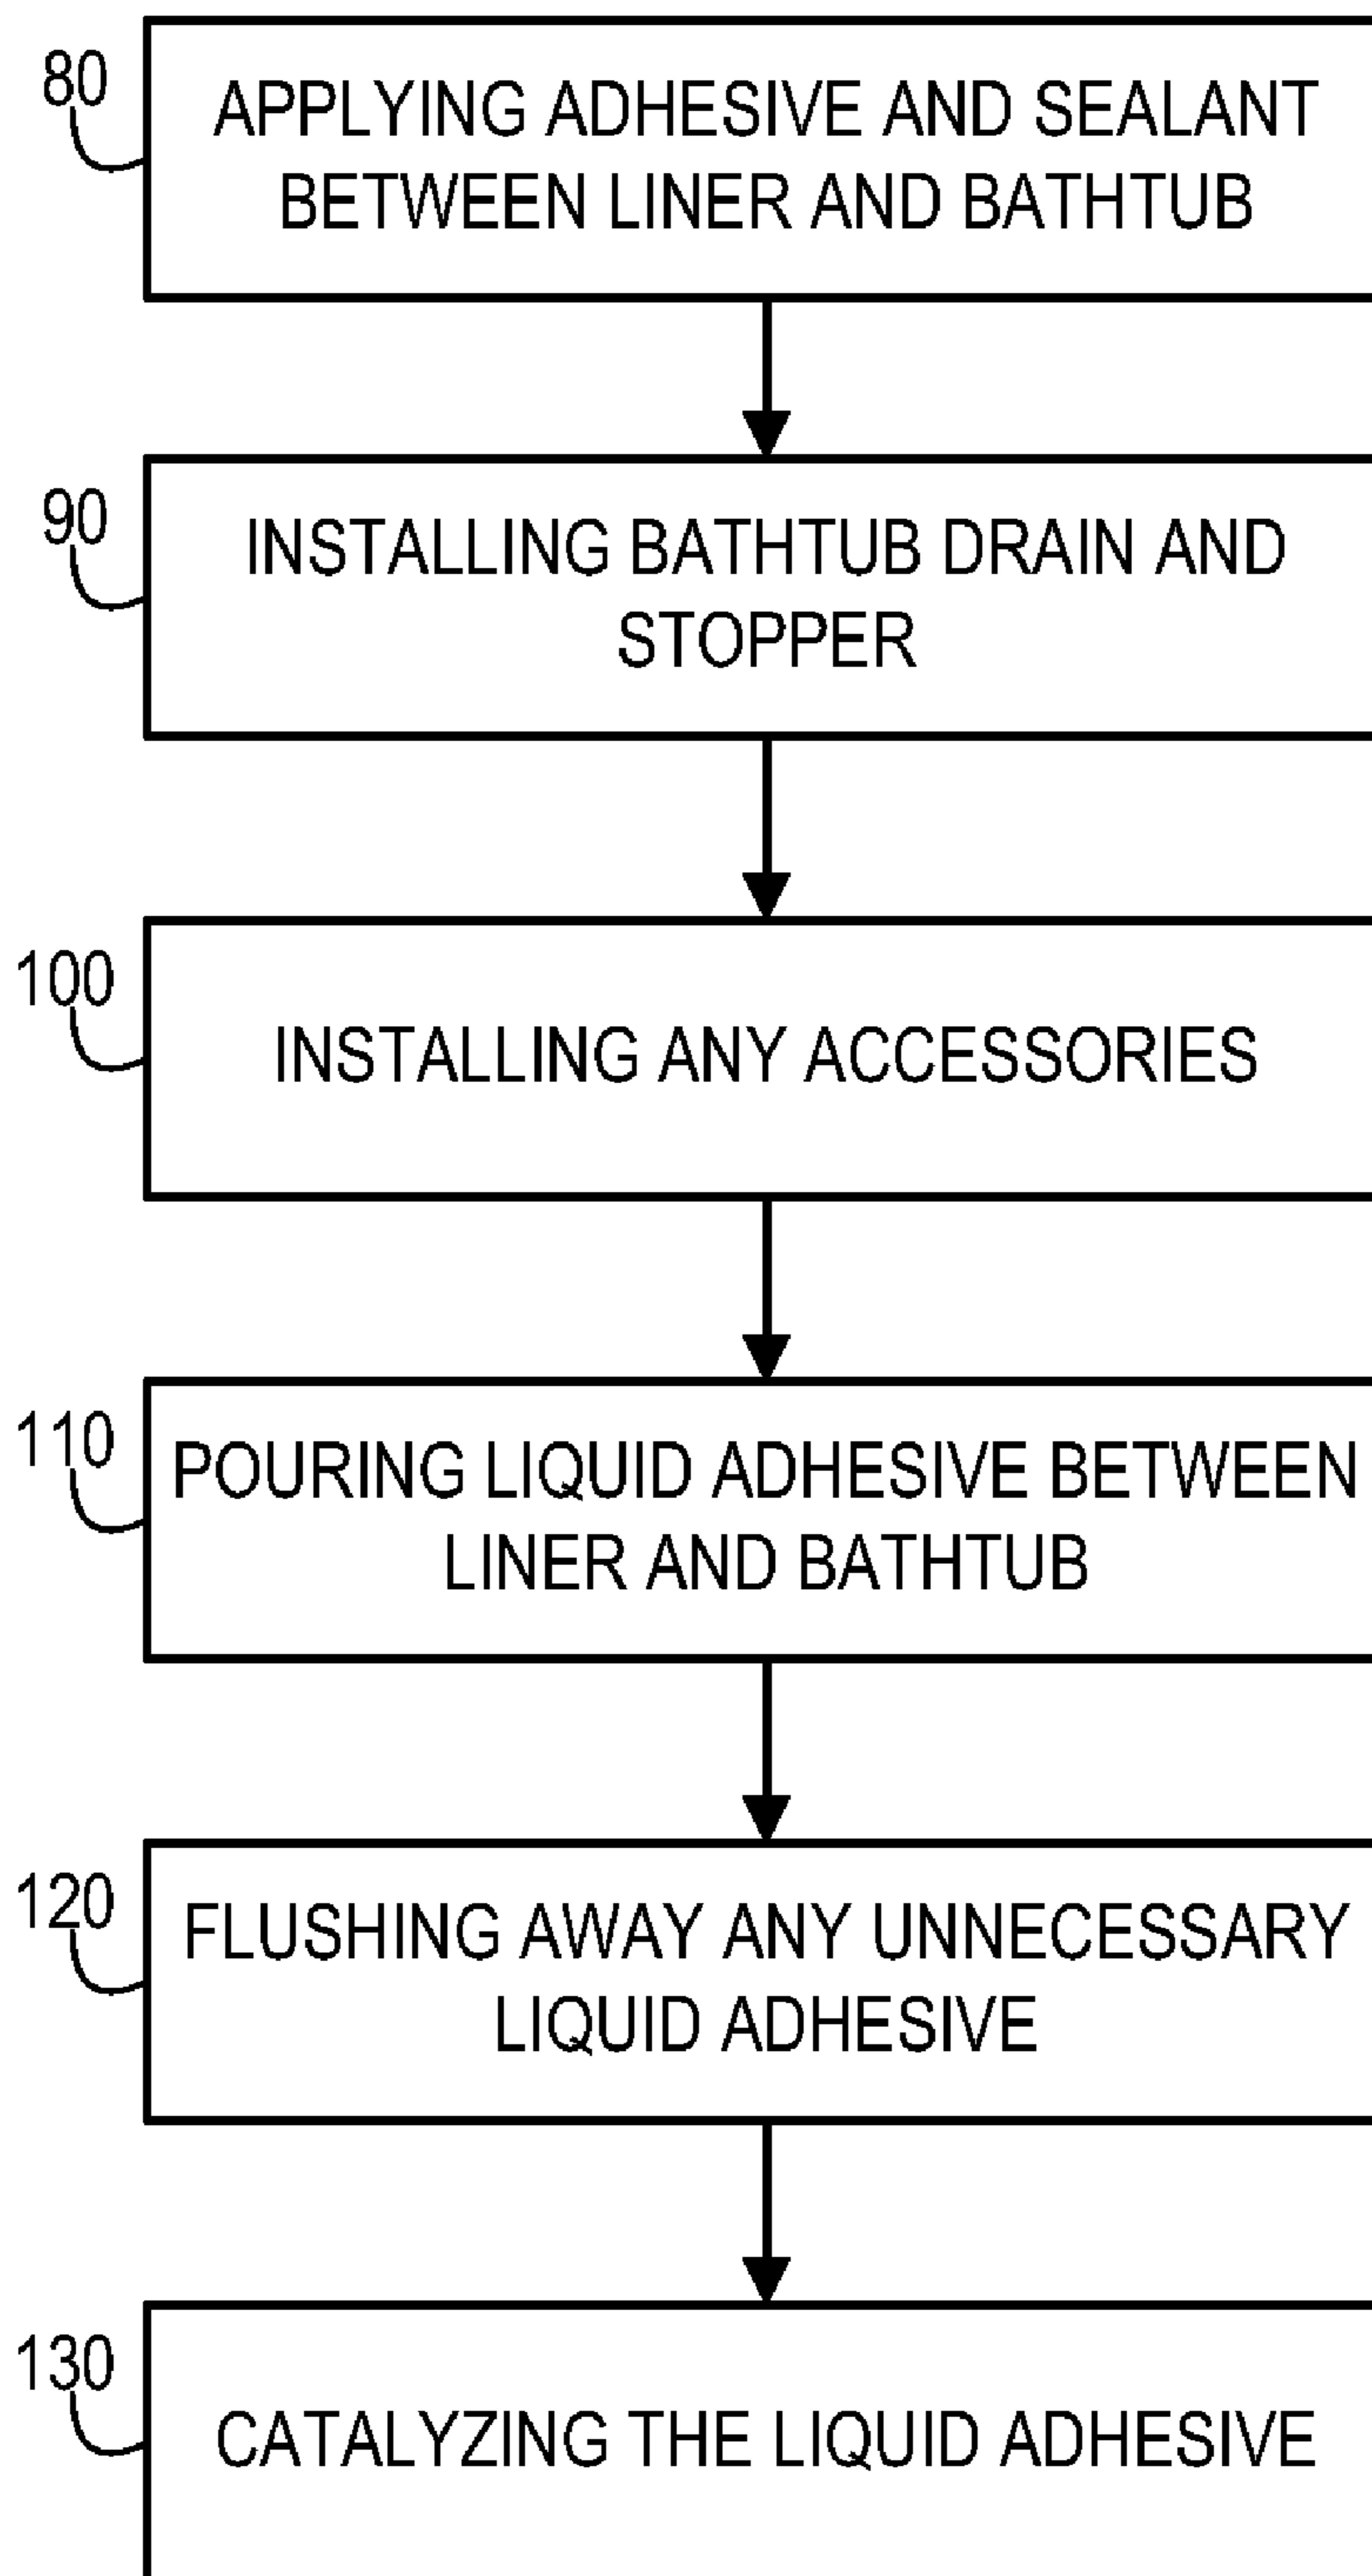 80
APPLYING ADHESIVE AND SEALANT
BETWEEN LINER AND BATHTUB
90
INSTALLING BATHTUB DRAIN AND
STOPPER
100
INSTALLING ANY ACCESSORIES
110
POURING LIQUID ADHESIVE BETWEEN
LINER AND BATHTUB
120
FLUSHING AWAY ANY UNNECESSARY
LIQUID ADHESIVE
130
CATALYZING THE LIQUID ADHESIVE